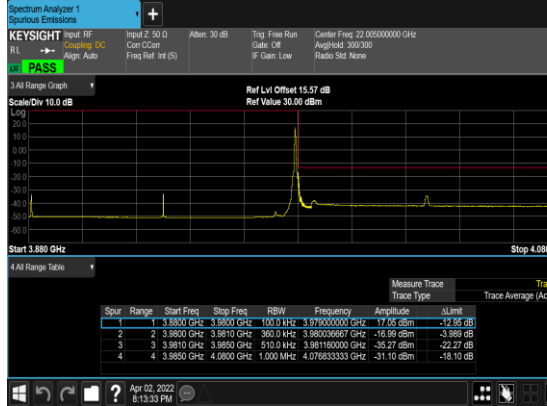 Spectrum Analyzer 1
Spurious Emissions
+
KEYSIGHT Input: RF Input Z: 50 Ω Atten: 30 dB Trig: Free Run Center Freq: 22.005000000 GHz
RL Coupling: DC Corr CCorr Gate: Off Avg|Hold: 300/300
Align: Auto Freq Ref: Int (S) IF Gain: Low Radio Std: None
PASS
3 All Range Graph
Ref Lvl Offset 15.57 dB
Scale/Div 10.0 dB Ref Value 30.00 dBm
Log
20.0
10.0
0.00
-10.0
-20.0
-30.0
-40.0
-50.0
-60.0
Start 3.880 GHz Stop 4.080
4 All Range Table
Measure Trace Tra
Trace Type Trace Average (Ac
Spur Range Start Freq Stop Freq RBW Frequency Amplitude ΔLimit
1 1 3.8800 GHz 3.9800 GHz 100.0 kHz 3.979000000 GHz 17.05 dBm -12.95 dB
2 2 3.9800 GHz 3.9810 GHz 360.0 kHz 3.980036667 GHz -16.99 dBm -3.989 dB
3 3 3.9810 GHz 3.9850 GHz 510.0 kHz 3.981160000 GHz -35.27 dBm -22.27 dB
4 4 3.9850 GHz 4.0800 GHz 1.000 MHz 4.076833333 GHz -31.10 dBm -18.10 dB
? Apr 02, 2022
8:13:33 PM